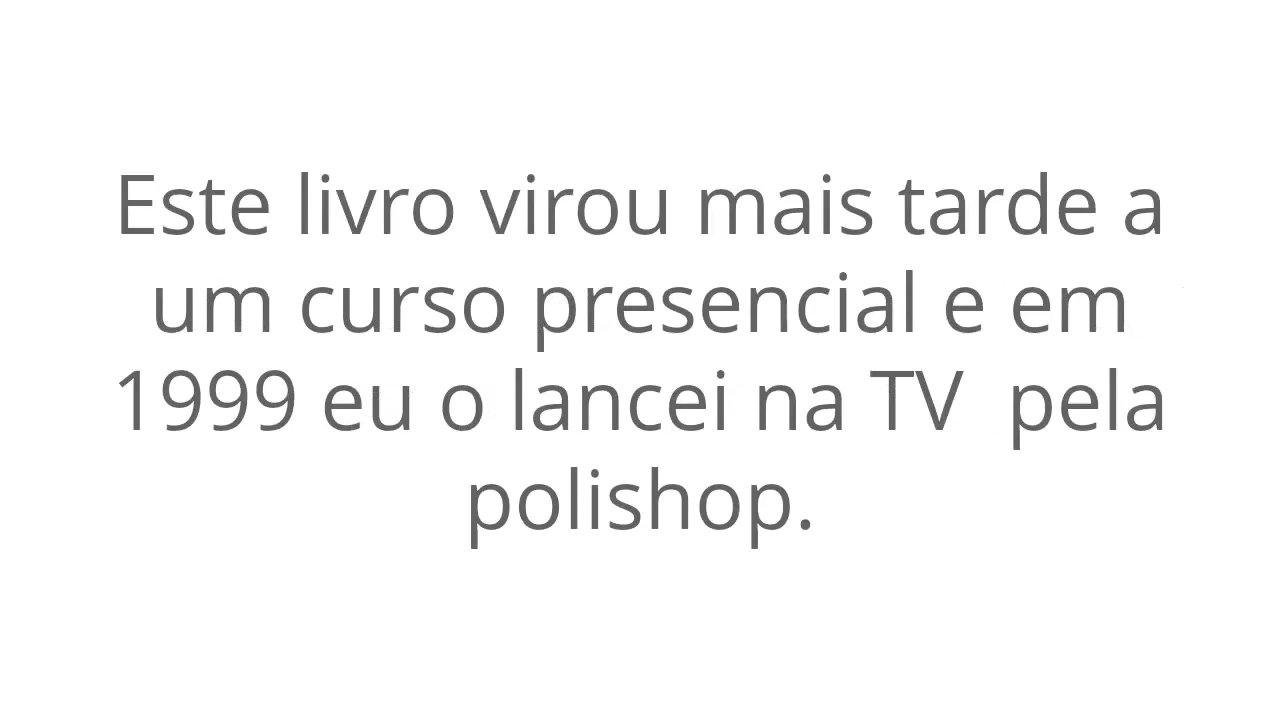 Este livro virou mais tarde a
um curso presencial e em
1999 eu o lancei na TV  pela
polishop.